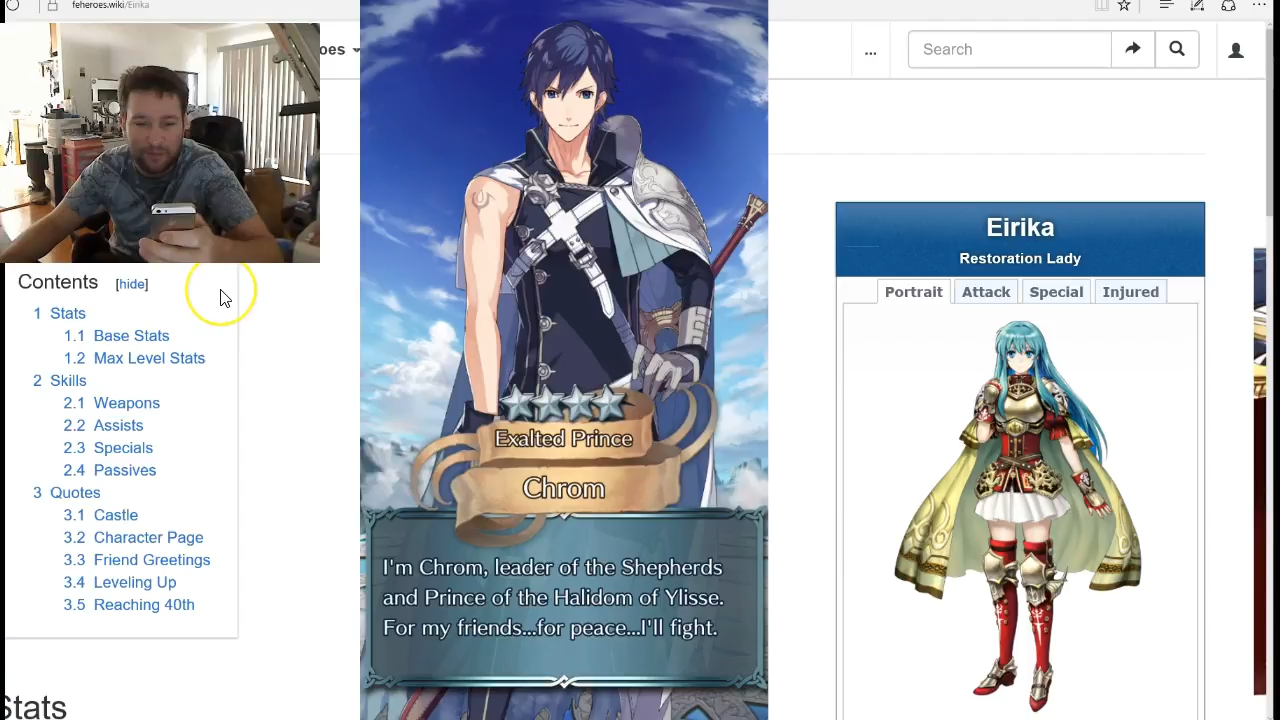 feheroes.wiki/Eirika
oes
...
Search
Contents [hide]
1 Stats
1.1 Base Stats
1.2 Max Level Stats
2 Skills
2.1 Weapons
2.2 Assists
2.3 Specials
2.4 Passives
3 Quotes
3.1 Castle
3.2 Character Page
3.3 Friend Greetings
3.4 Leveling Up
3.5 Reaching 40th
Stats
Exalted Prince
Chrom
I'm Chrom, leader of the Shepherds
and Prince of the Halidom of Ylisse.
For my friends...for peace...I'll fight.
Eirika
Restoration Lady
Portrait Attack Special Injured